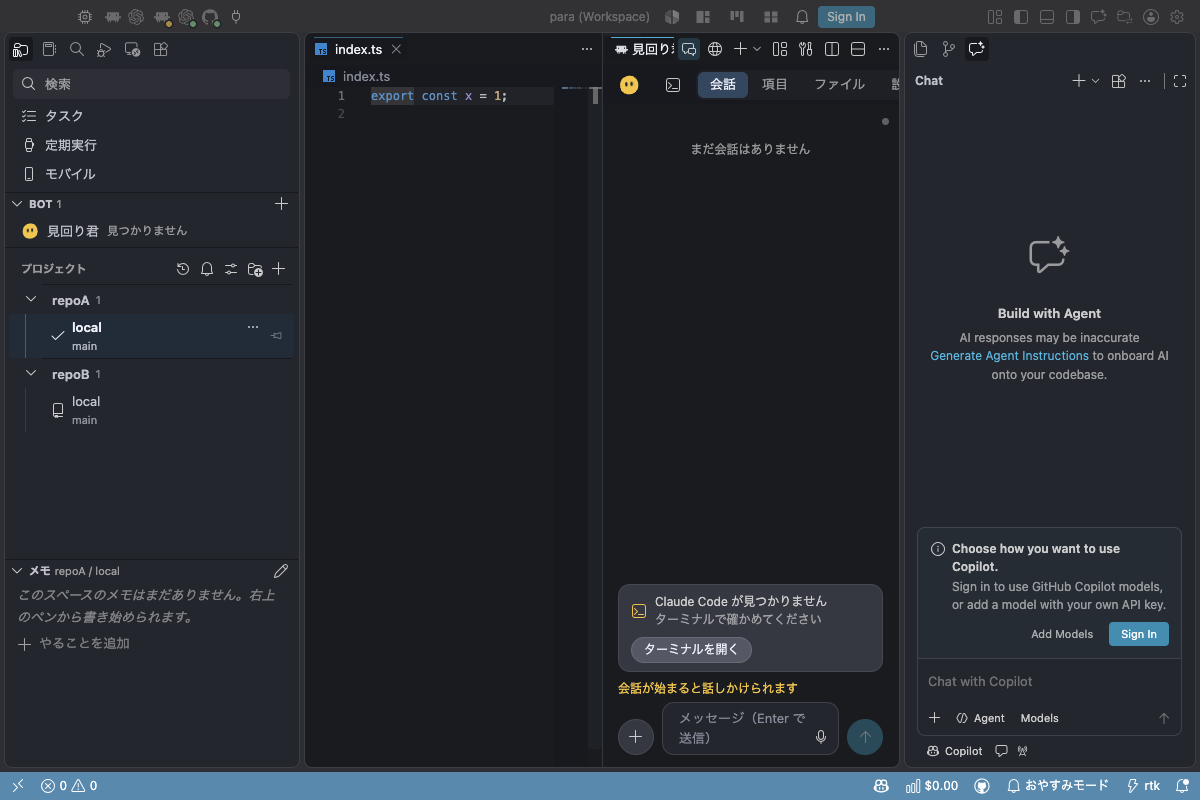 para (Workspace)
Sign In
検索
タスク
定期実行
モバイル
BOT 1
見回り君 見つかりません
プロジェクト
repoA 1
local
main
repoB 1
local
main
メモ repoA / local
このスペースのメモはまだありません。右上
のペンから書き始められます。
やることを追加
TS index.ts
TS index.ts
1 export const x = 1;
2
見回り
会話 項目 ファイル
まだ会話はありません
Claude Code が見つかりません
ターミナルで確かめてください
ターミナルを開く
会話が始まると話しかけられます
メッセージ（Enter で
送信）
Chat
Build with Agent
AI responses may be inaccurate
Generate Agent Instructions to onboard AI
onto your codebase.
Choose how you want to use
Copilot.
Sign in to use GitHub Copilot models,
or add a model with your own API key.
Add Models Sign In
Chat with Copilot
Agent Models
Copilot
0 0
$0.00 おやすみモード rtk